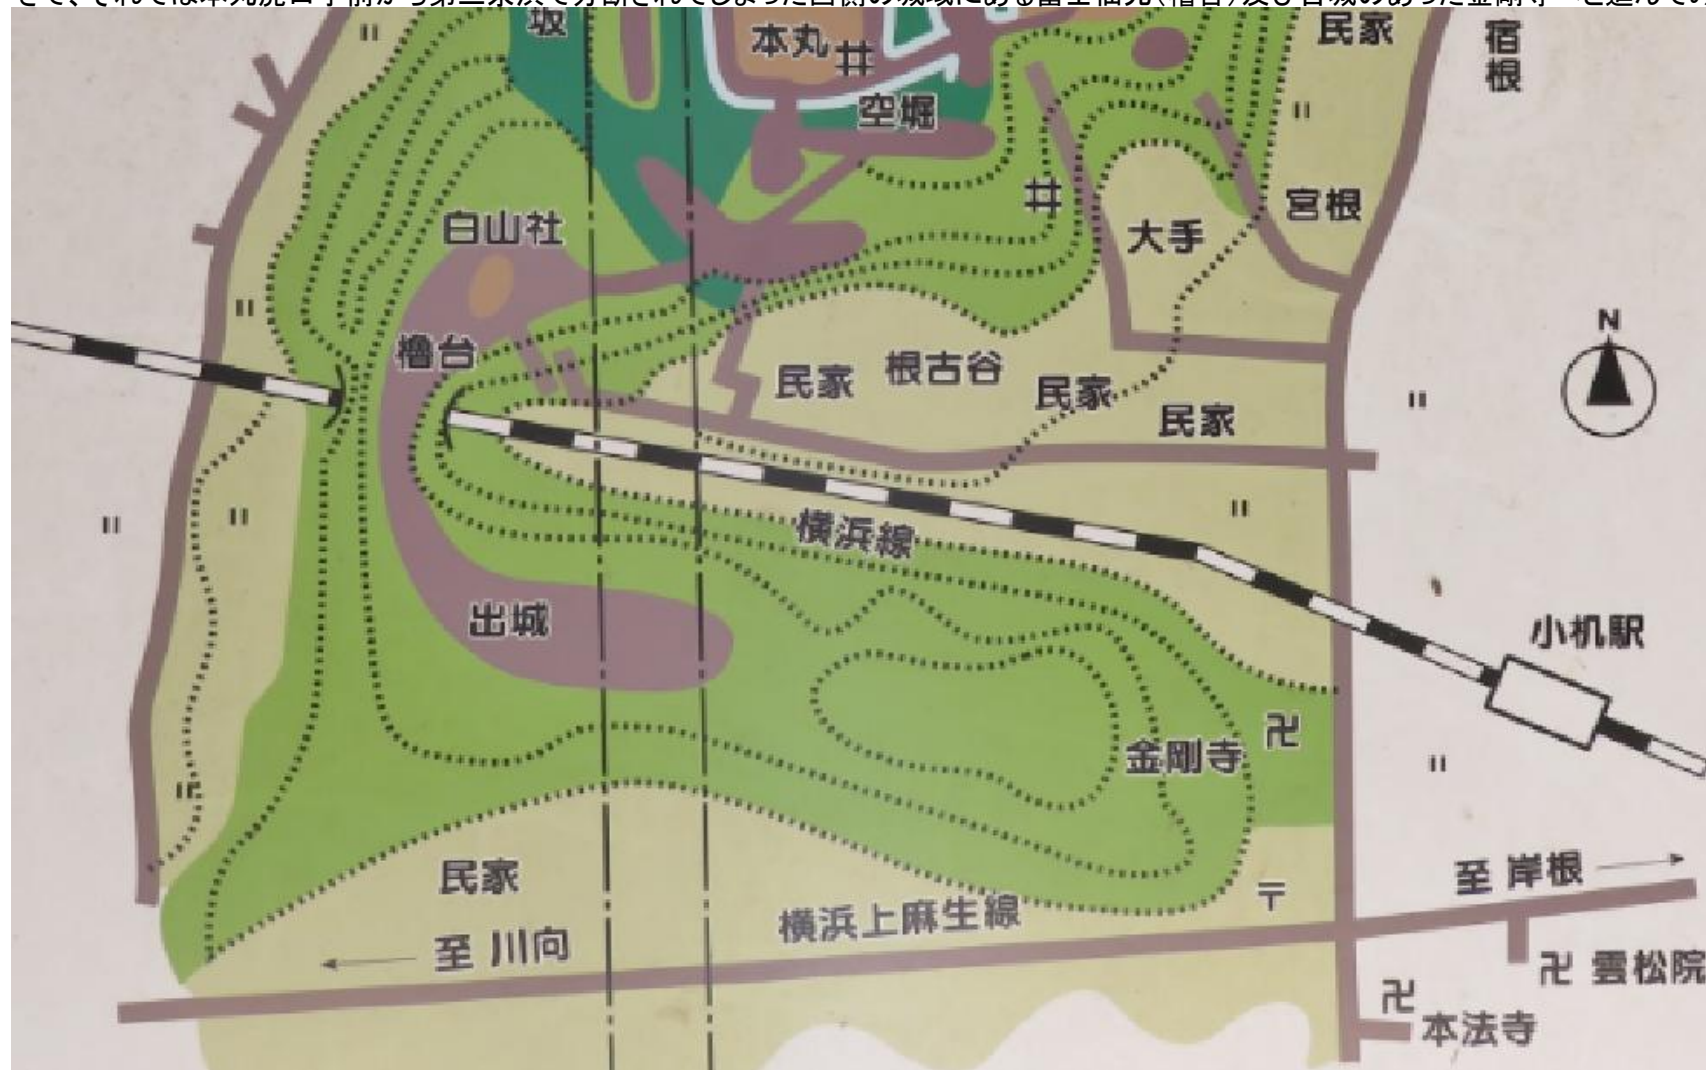 坂
本丸
空堀
民家
宿根
宮根
大手
白山社
櫓台
民家
根古谷
民家
民家
N
横浜線
出城
小机駅
金剛寺
民家
至 岸根
横浜上麻生線
至 川向
雲松院
本法寺